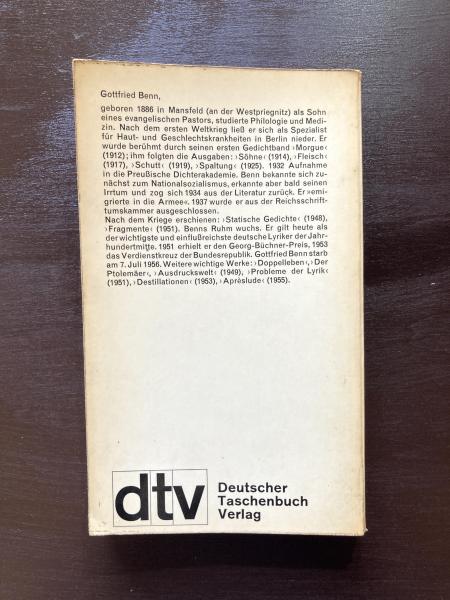 Gottfried Benn,
geboren 1886 in Mansfeld (an der Westpriegnitz) als Sohn
eines evangelischen Pastors, studierte Philologie und Medi-
zin. Nach dem ersten Weltkrieg ließ er sich als Spezialist
für Haut- und Geschlechtskrankheiten in Berlin nieder. Er
wurde berühmt durch seinen ersten Gedichtband ›Morgue‹
(1912); ihm folgten die Ausgaben: ›Söhne‹ (1914), ›Fleisch‹
(1917), ›Schutt‹ (1919), ›Spaltung‹ (1925). 1932 Aufnahme
in die Preußische Dichterakademie. Benn bekannte sich zu-
nächst zum Nationalsozialismus, erkannte aber bald seinen
Irrtum und zog sich 1934 aus der Literatur zurück. Er »emi-
grierte in die Armee«. 1937 wurde er aus der Reichsschrift-
tumskammer ausgeschlossen.
Nach dem Kriege erschienen: ›Statische Gedichte‹ (1948),
›Fragmente‹ (1951). Benns Ruhm wuchs. Er gilt heute als
der wichtigste und einflußreichste deutsche Lyriker der Jahr-
hundertmitte. 1951 erhielt er den Georg-Büchner-Preis, 1953
das Verdienstkreuz der Bundesrepublik. Gottfried Benn starb
am 7. Juli 1956. Weitere wichtige Werke: ›Doppelleben‹, ›Der
Ptolemäer‹, ›Ausdruckswelt‹ (1949), ›Probleme der Lyrik‹
(1951), ›Destillationen‹ (1953), ›Aprèslude‹ (1955).
dtv
Deutscher
Taschenbuch
Verlag